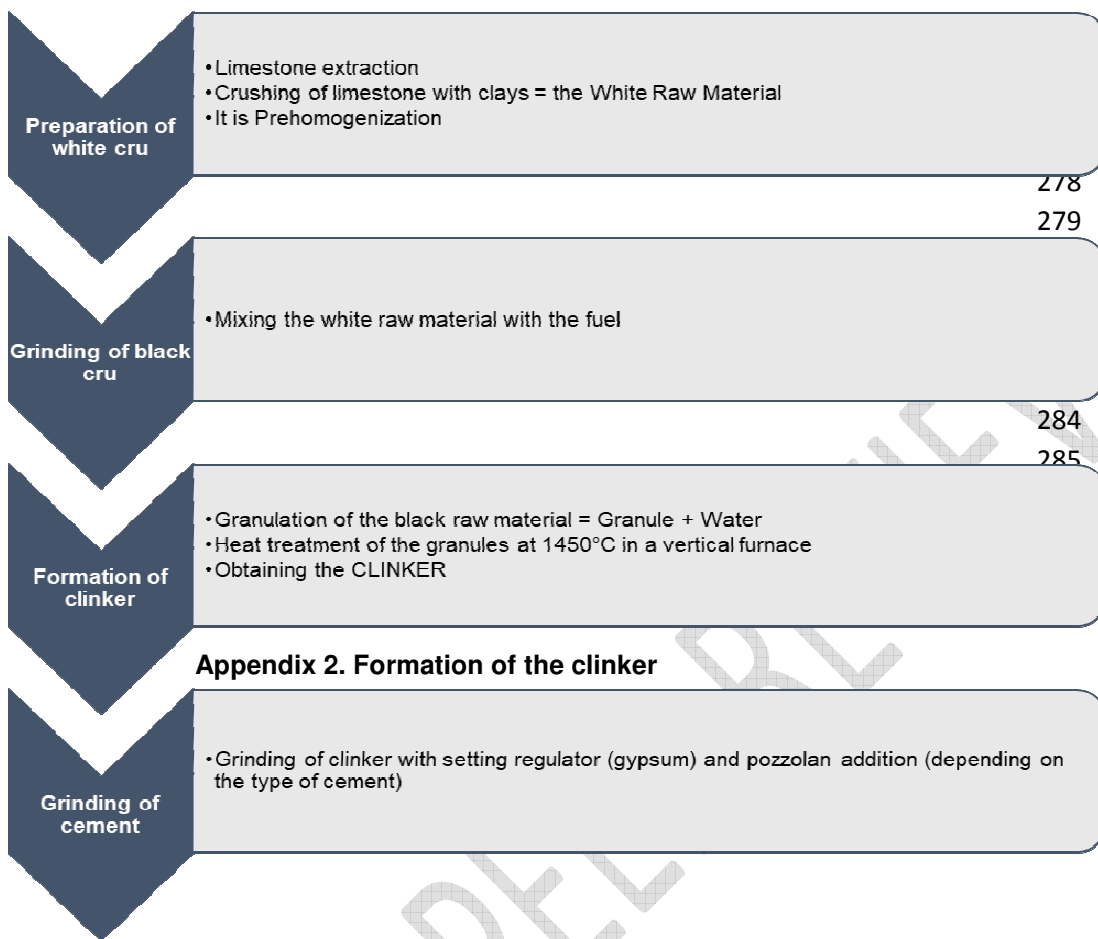 Preparation of
white cru
•Limestone extraction
•Crushing of limestone with clays = the White Raw Material
•It is Prehomogenization
278
279
Grinding of black
cru
•Mixing the white raw material with the fuel
284
285
Formation of
clinker
•Granulation of the black raw material = Granule + Water
•Heat treatment of the granules at 1450°C in a vertical furnace
•Obtaining the CLINKER
Appendix 2. Formation of the clinker
Grinding of
cement
•Grinding of clinker with setting regulator (gypsum) and pozzolan addition (depending on
the type of cement)